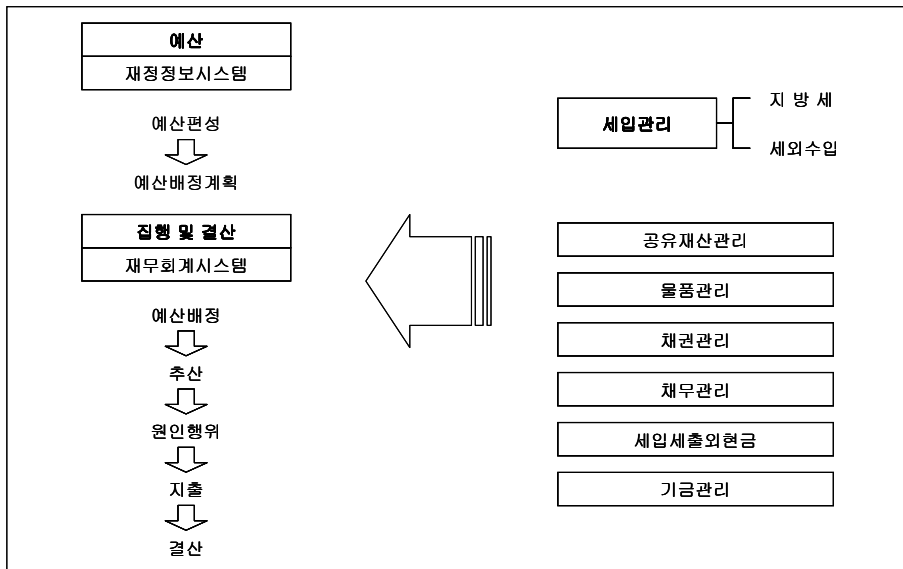 예산
재정정보시스템
예산편성
예산배정계획
집행 및 결산
재무회계시스템
예산배정
추산
원인행위
지출
결산
세입관리
지 방 세
세외수입
공유재산관리
물품관리
채권관리
채무관리
세입세출외현금
기금관리